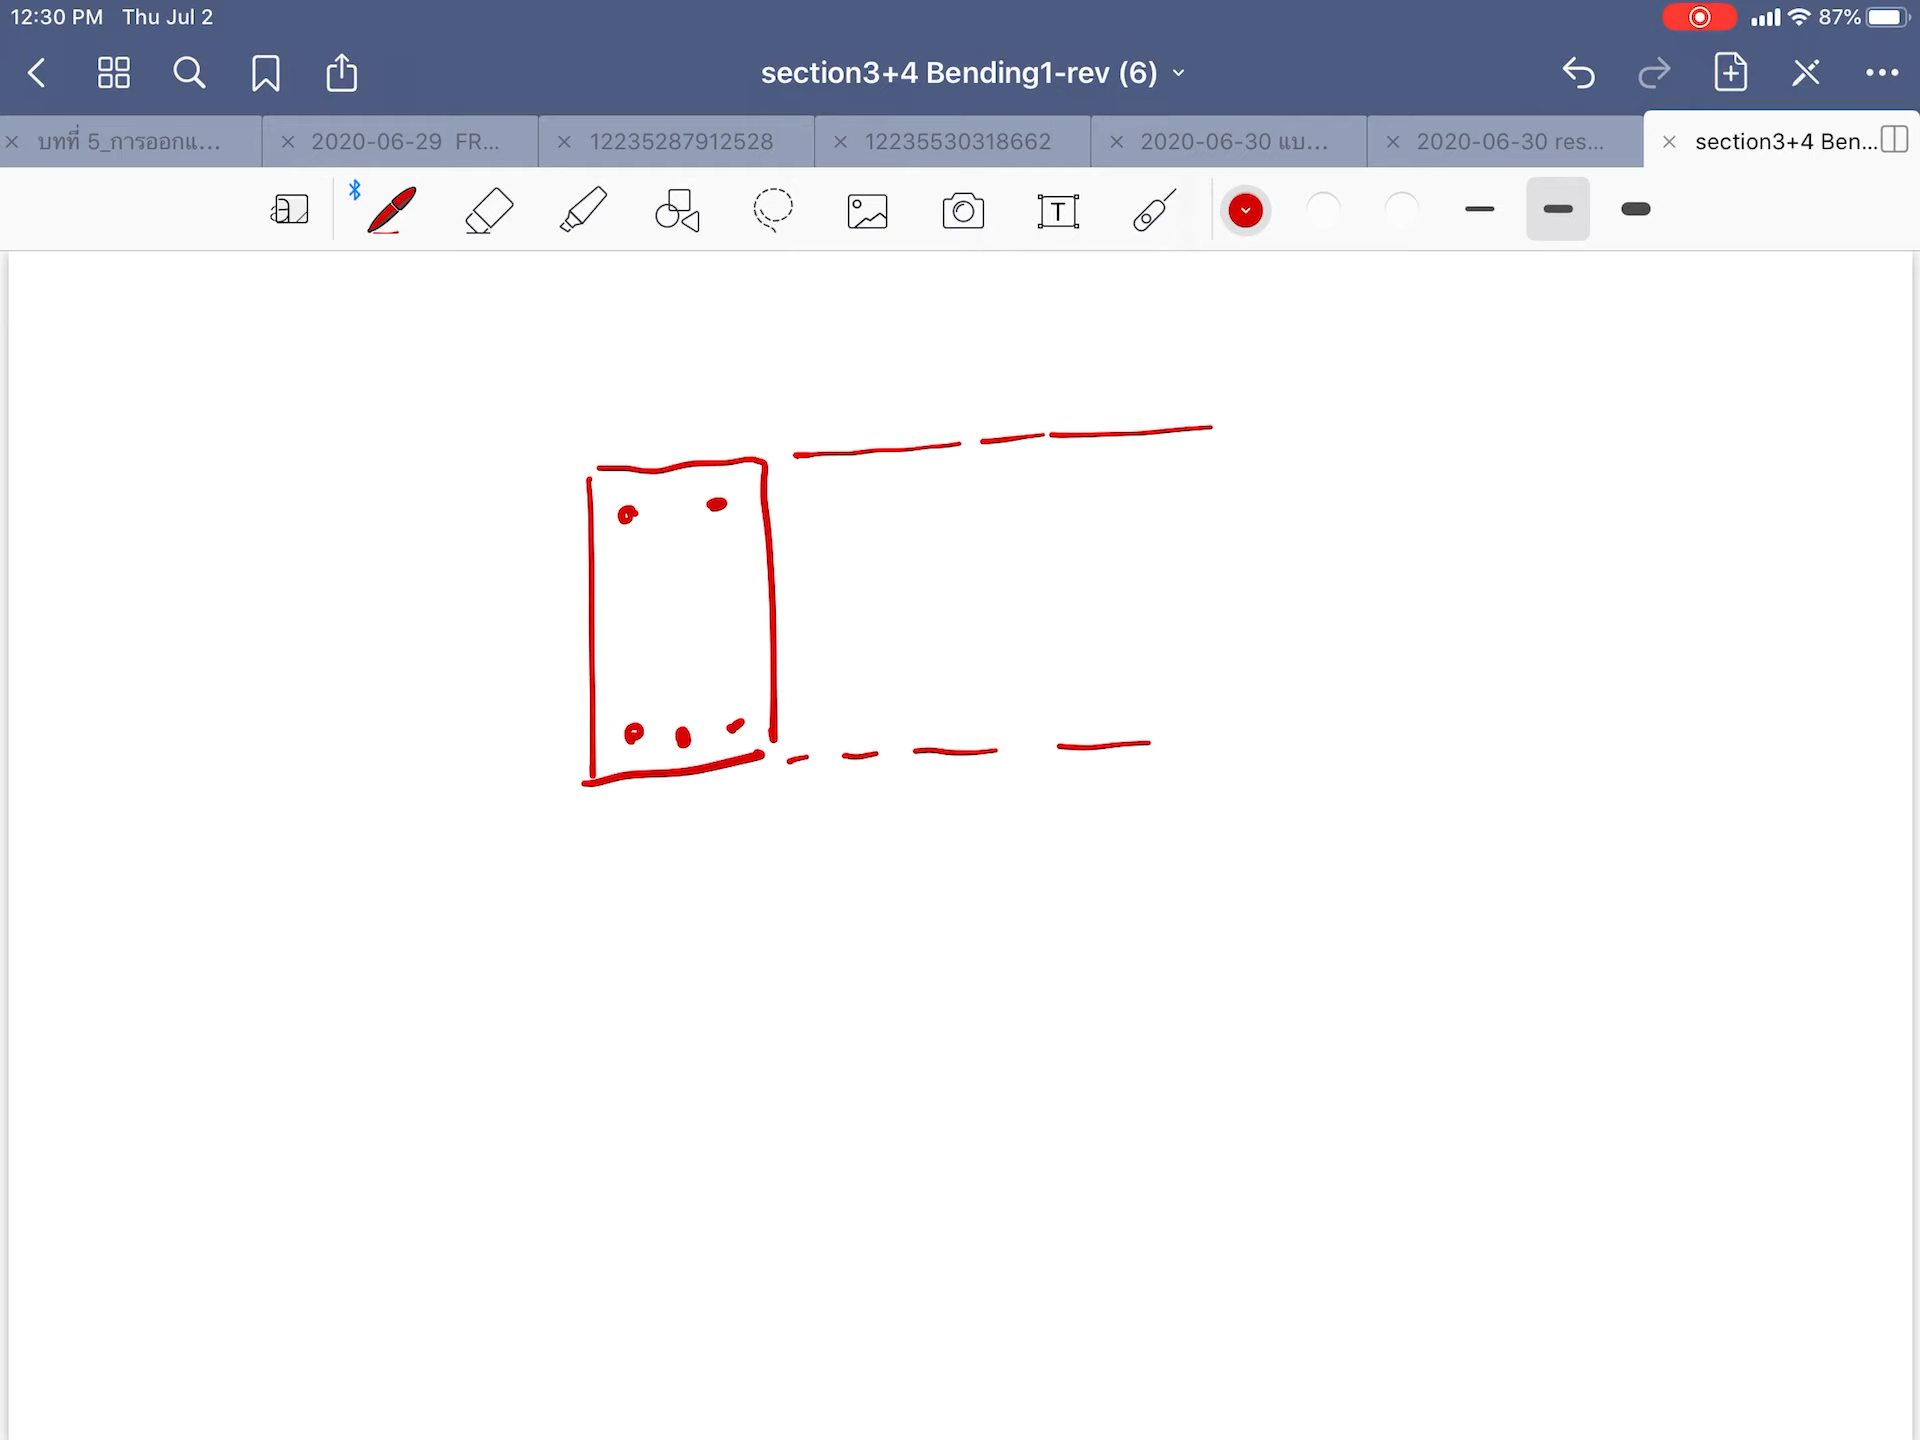 12:30 PM Thu Jul 2
87%
section3+4 Bending1-rev (6)
บทที่ 5_การออกแ...
2020-06-29 FR...
12235287912528
12235530318662
2020-06-30 แบ...
2020-06-30 res...
section3+4 Ben...
a
T